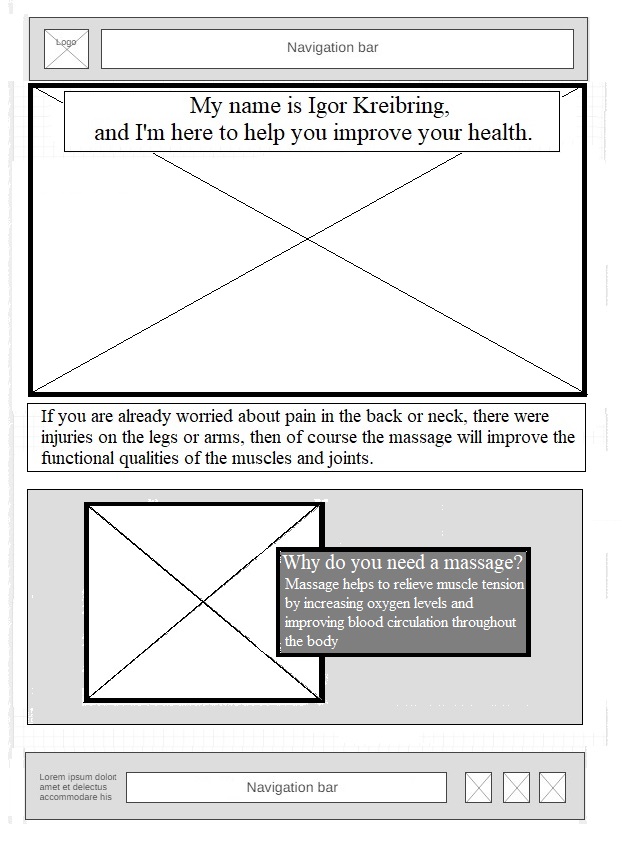 Logo
Navigation bar
My name is Igor Kreibring,
and I'm here to help you improve your health.
If you are already worried about pain in the back or neck, there were
injuries on the legs or arms, then of course the massage will improve the
functional qualities of the muscles and joints.
Why do you need a massage?
Massage helps to relieve muscle tension
by increasing oxygen levels and
improving blood circulation throughout
the body
Lorem ipsum dolot
amet et delectus
accommodare his
Navigation bar